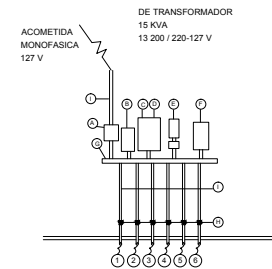 DE TRANSFORMADOR
15 KVA
13 200 / 220-127 V
ACOMETIDA
MONOFASICA
127 V
I
B
C
D
E
F
A
G
I
H
1
2
3
4
5
6